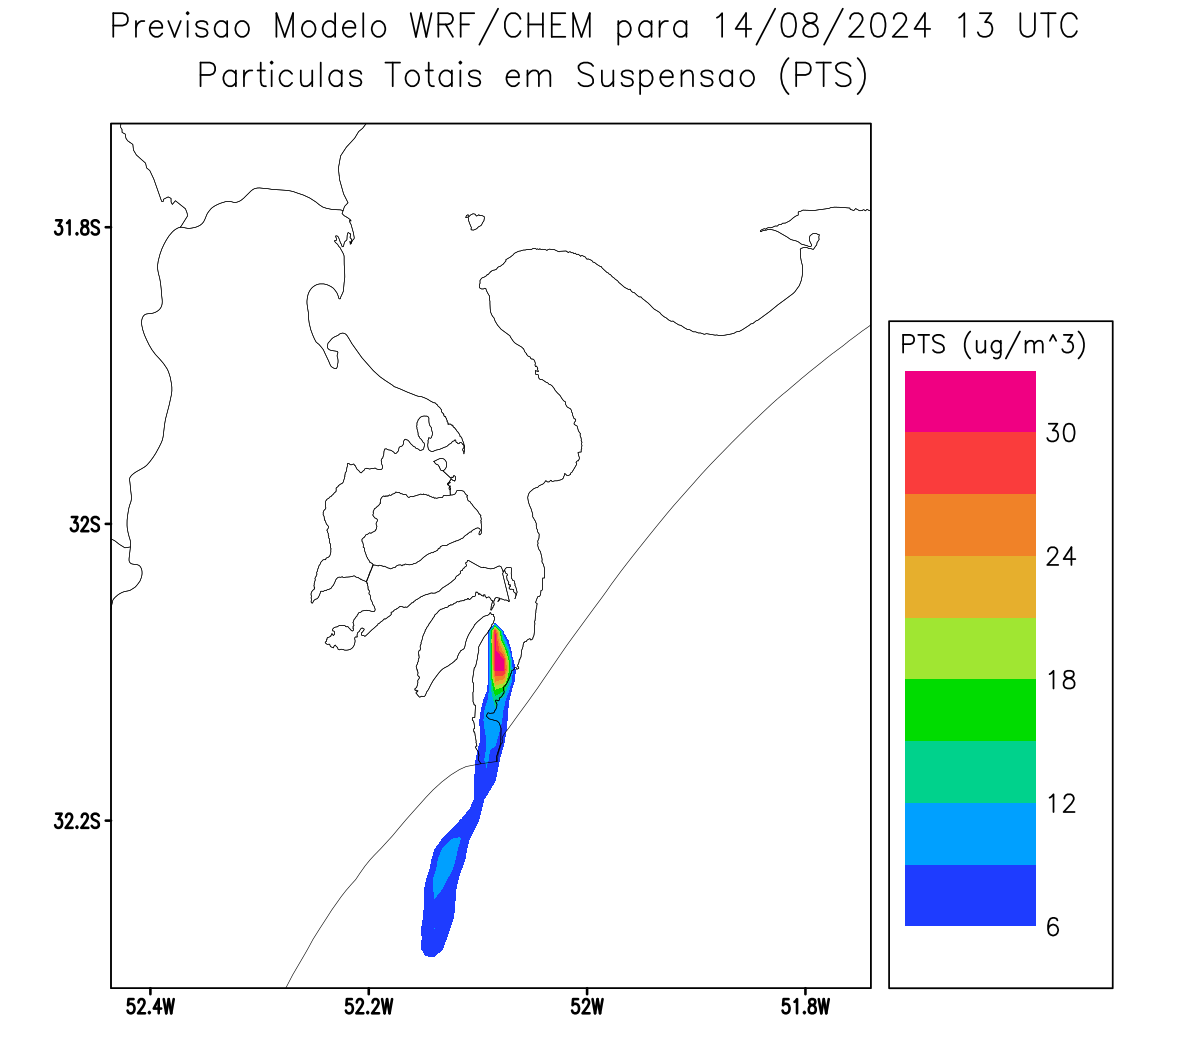 Previsao Modelo WRF/CHEM para 14/08/2024 13 UTC
Particulas Totais em Suspensao (PTS)
31.8S
32S
32.2S
52.4W
52.2W
52W
51.8W
PTS (ug/m^3)
30
24
18
12
6